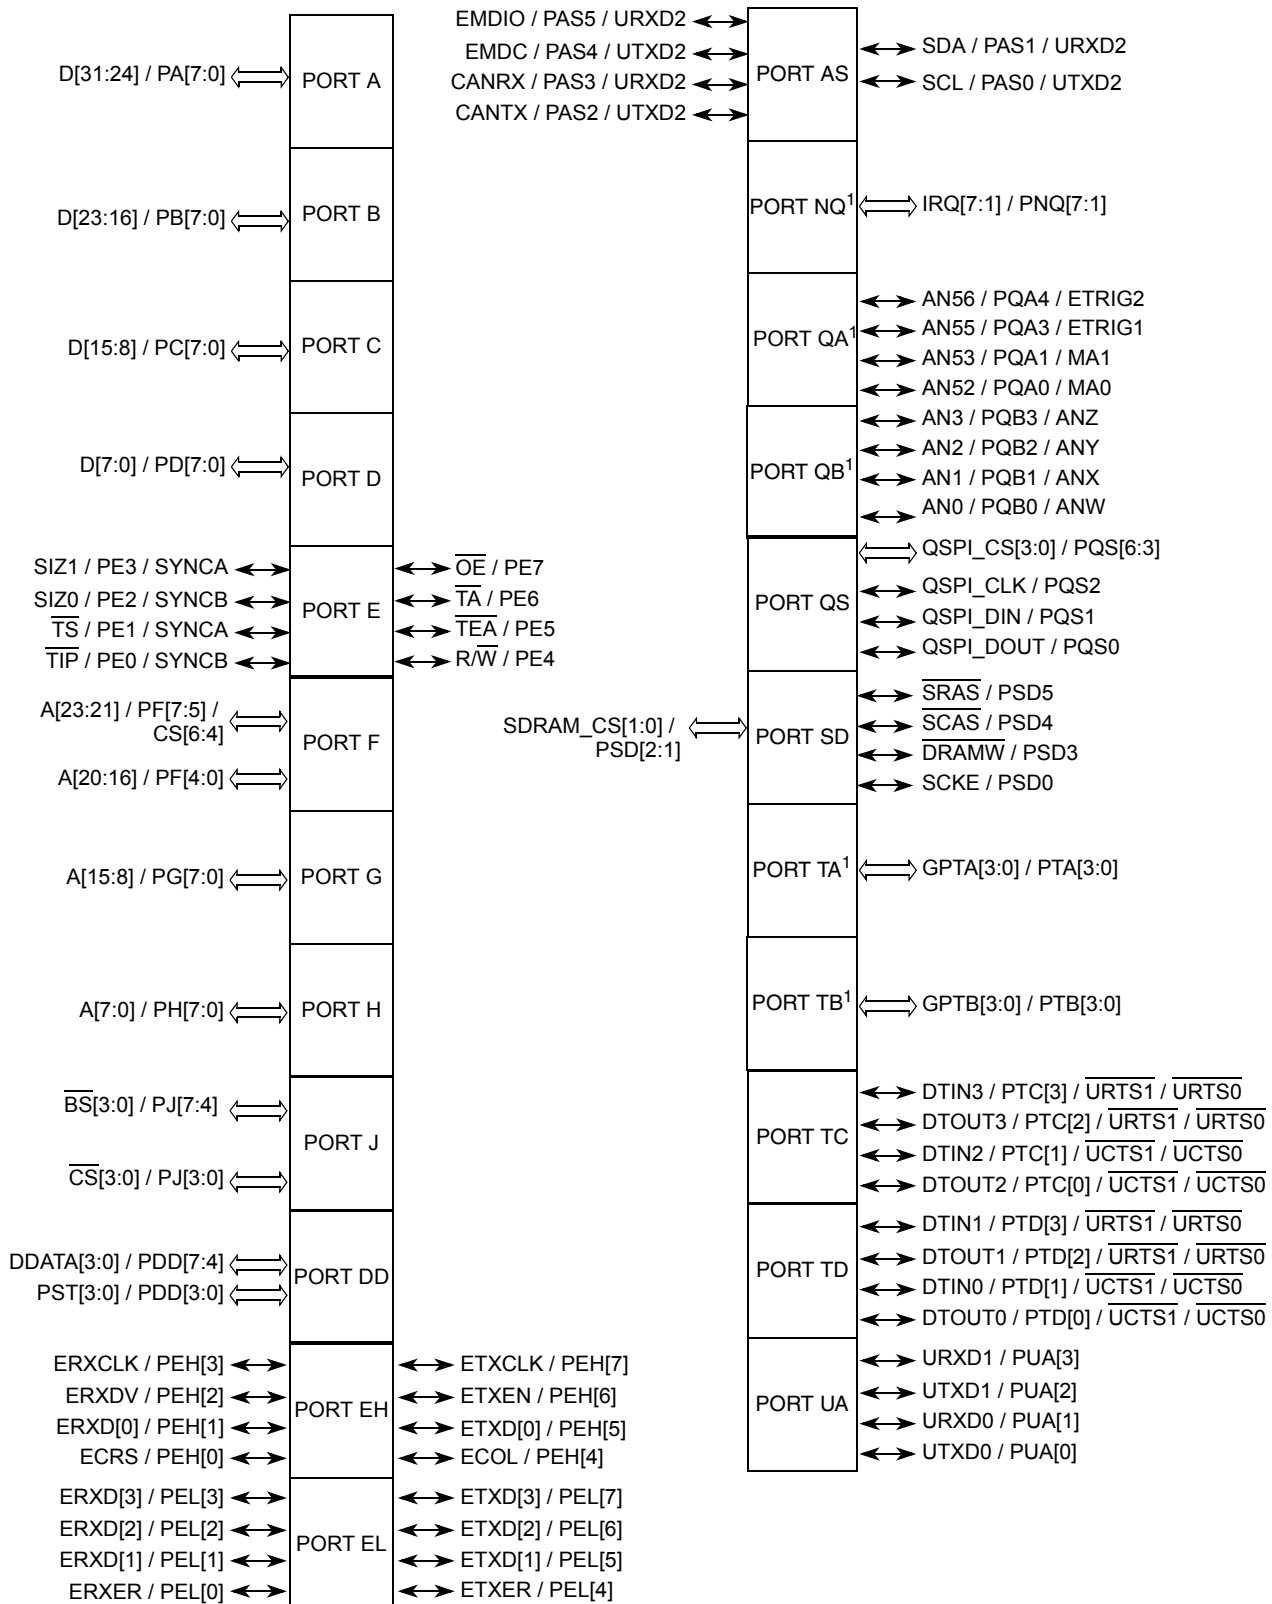 D[31:24] / PA[7:0]
PORT A
D[23:16] / PB[7:0]
PORT B
D[15:8] / PC[7:0]
PORT C
D[7:0] / PD[7:0]
PORT D
SIZ1 / PE3 / SYNCA
SIZ0 / PE2 / SYNCB
TS / PE1 / SYNCA
TIP / PE0 / SYNCB
PORT E
OE / PE7
TA / PE6
TEA / PE5
R/W / PE4
A[23:21] / PF[7:5] /
CS[6:4]
A[20:16] / PF[4:0]
PORT F
A[15:8] / PG[7:0]
PORT G
A[7:0] / PH[7:0]
PORT H
BS[3:0] / PJ[7:4]
CS[3:0] / PJ[3:0]
PORT J
DDATA[3:0] / PDD[7:4]
PST[3:0] / PDD[3:0]
PORT DD
ERXCLK / PEH[3]
ERXDV / PEH[2]
ERXD[0] / PEH[1]
ECRS / PEH[0]
PORT EH
ETXCLK / PEH[7]
ETXEN / PEH[6]
ETXD[0] / PEH[5]
ECOL / PEH[4]
ERXD[3] / PEL[3]
ERXD[2] / PEL[2]
ERXD[1] / PEL[1]
ERXER / PEL[0]
PORT EL
ETXD[3] / PEL[7]
ETXD[2] / PEL[6]
ETXD[1] / PEL[5]
ETXER / PEL[4]
EMDIO / PAS5 / URXD2
EMDC / PAS4 / UTXD2
CANRX / PAS3 / URXD2
CANTX / PAS2 / UTXD2
PORT AS
SDA / PAS1 / URXD2
SCL / PAS0 / UTXD2
PORT NQ1
IRQ[7:1] / PNQ[7:1]
PORT QA1
AN56 / PQA4 / ETRIG2
AN55 / PQA3 / ETRIG1
AN53 / PQA1 / MA1
AN52 / PQA0 / MA0
PORT QB1
AN3 / PQB3 / ANZ
AN2 / PQB2 / ANY
AN1 / PQB1 / ANX
AN0 / PQB0 / ANW
PORT QS
QSPI_CS[3:0] / PQS[6:3]
QSPI_CLK / PQS2
QSPI_DIN / PQS1
QSPI_DOUT / PQS0
SDRAM_CS[1:0] /
PSD[2:1]
PORT SD
SRAS / PSD5
SCAS / PSD4
DRAMW / PSD3
SCKE / PSD0
PORT TA1
GPTA[3:0] / PTA[3:0]
PORT TB1
GPTB[3:0] / PTB[3:0]
PORT TC
DTIN3 / PTC[3] / URTS1 / URTS0
DTOUT3 / PTC[2] / URTS1 / URTS0
DTIN2 / PTC[1] / UCTS1 / UCTS0
DTOUT2 / PTC[0] / UCTS1 / UCTS0
PORT TD
DTIN1 / PTD[3] / URTS1 / URTS0
DTOUT1 / PTD[2] / URTS1 / URTS0
DTIN0 / PTD[1] / UCTS1 / UCTS0
DTOUT0 / PTD[0] / UCTS1 / UCTS0
PORT UA
URXD1 / PUA[3]
UTXD1 / PUA[2]
URXD0 / PUA[1]
UTXD0 / PUA[0]